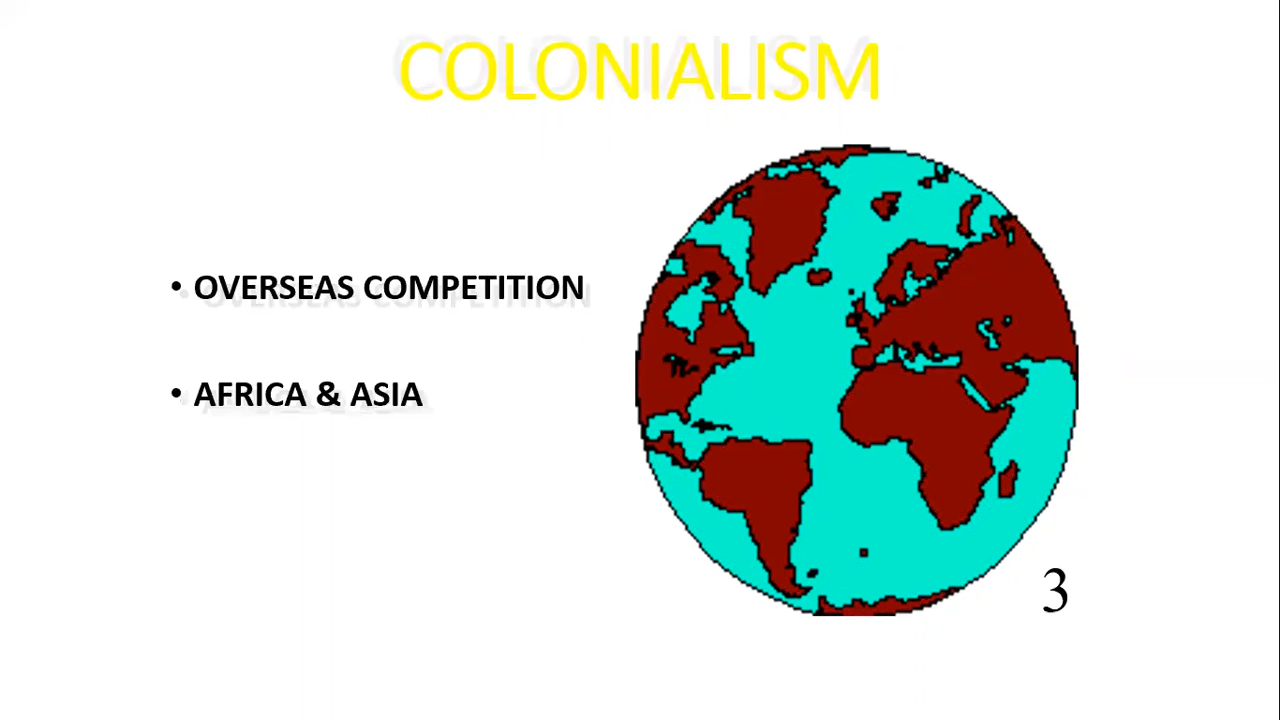 COLONIALISM
• OVERSEAS COMPETITION
• AFRICA & ASIA
3